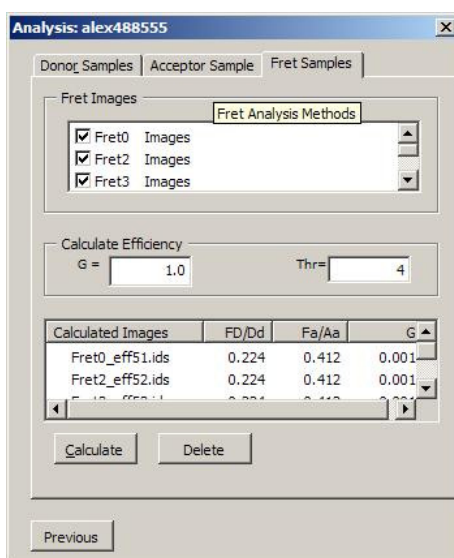 Analysis: alex488555
Donor Samples Acceptor Sample Fret Samples
Fret Images
Fret Analysis Methods
Fret0 Images
Fret2 Images
Fret3 Images
Calculate Efficiency
G = 1.0 Thr= 4
Calculated Images FD/Dd Fa/Aa G
Fret0_eff51.ids 0.224 0.412 0.001
Fret2_eff52.ids 0.224 0.412 0.001
Calculate Delete
Previous